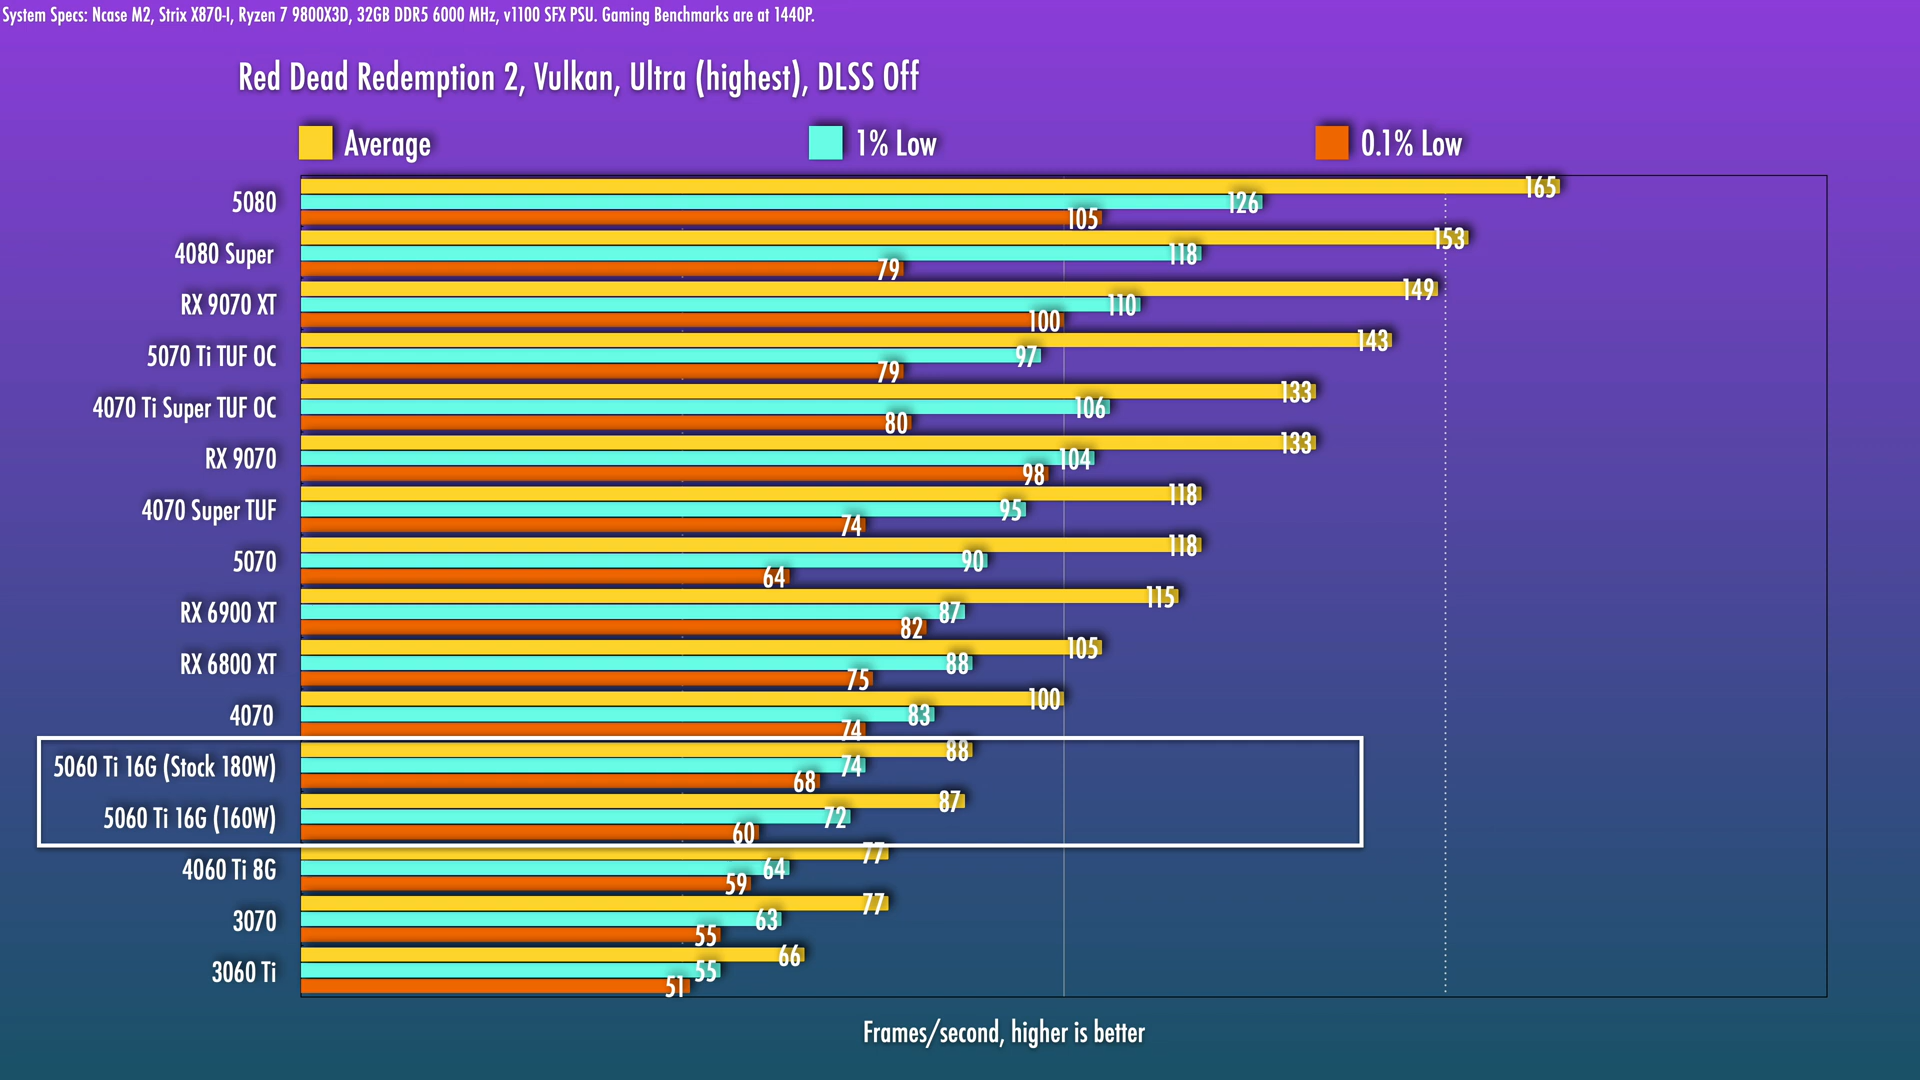 System Specs: Ncase M2, Strix X870-I, Ryzen 7 9800X3D, 32GB DDR5 6000 MHz, v1100 SFX PSU. Gaming Benchmarks are at 1440P.
Red Dead Redemption 2, Vulkan, Ultra (highest), DLSS Off
Average 1% Low 0.1% Low
165
5080 126
105
153
4080 Super 118
79
149
RX 9070 XT 110
100
143
5070 Ti TUF OC 97
79
133
4070 Ti Super TUF OC 106
80
133
RX 9070 104
98
118
4070 Super TUF 95
74
118
5070 90
64
115
RX 6900 XT 87
82
105
RX 6800 XT 88
75
100
4070 83
74
88
5060 Ti 16G (Stock 180W) 74
68
87
5060 Ti 16G (160W) 72
60
77
4060 Ti 8G 64
59
77
3070 63
55
66
3060 Ti 55
51
Frames/second, higher is better